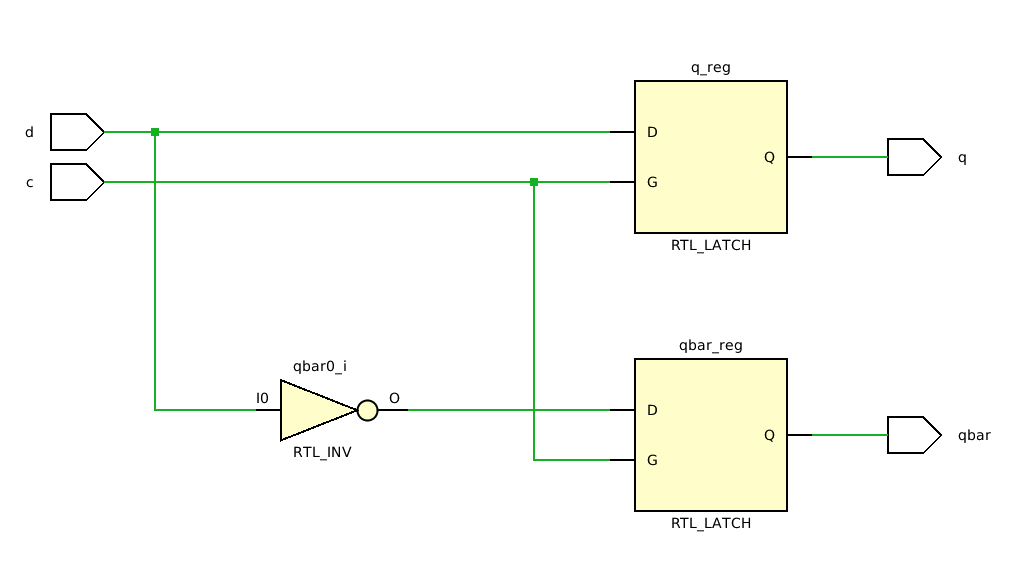 q_reg
d
D
Q
q
c
G
RTL_LATCH
qbar_reg
qbar0_i
I0
O
D
Q
qbar
RTL_INV
G
RTL_LATCH